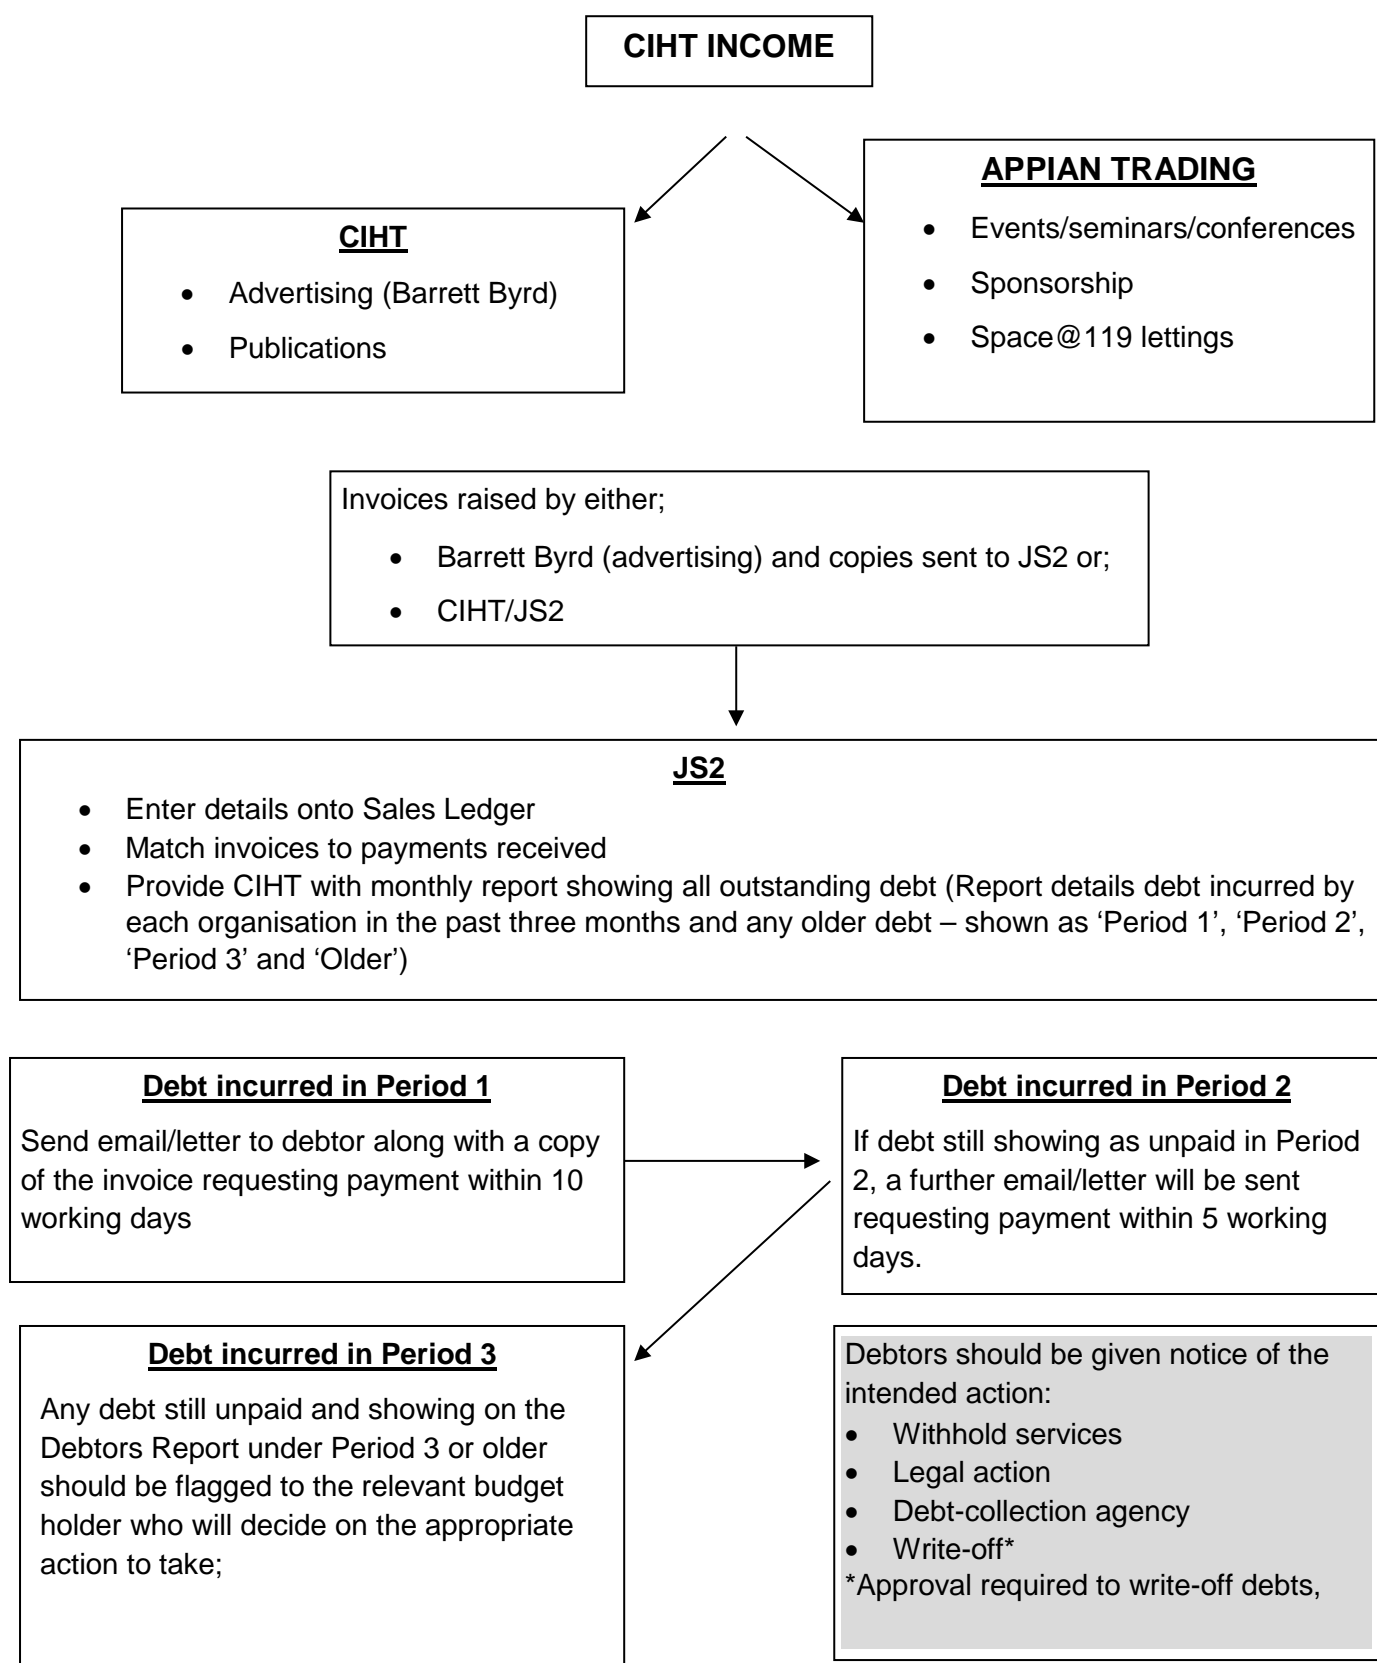 CIHT INCOME
CIHT
• Advertising (Barrett Byrd)
• Publications
APPIAN TRADING
• Events/seminars/conferences
• Sponsorship
• Space@119 lettings
Invoices raised by either;
• Barrett Byrd (advertising) and copies sent to JS2 or;
• CIHT/JS2
JS2
• Enter details onto Sales Ledger
• Match invoices to payments received
• Provide CIHT with monthly report showing all outstanding debt (Report details debt incurred by
each organisation in the past three months and any older debt – shown as ‘Period 1’, ‘Period 2’,
‘Period 3’ and ‘Older’)
Debt incurred in Period 1
Send email/letter to debtor along with a copy
of the invoice requesting payment within 10
working days
Debt incurred in Period 2
If debt still showing as unpaid in Period
2, a further email/letter will be sent
requesting payment within 5 working
days.
Debt incurred in Period 3
Any debt still unpaid and showing on the
Debtors Report under Period 3 or older
should be flagged to the relevant budget
holder who will decide on the appropriate
action to take;
Debtors should be given notice of the
intended action:
• Withhold services
• Legal action
• Debt-collection agency
• Write-off*
*Approval required to write-off debts,